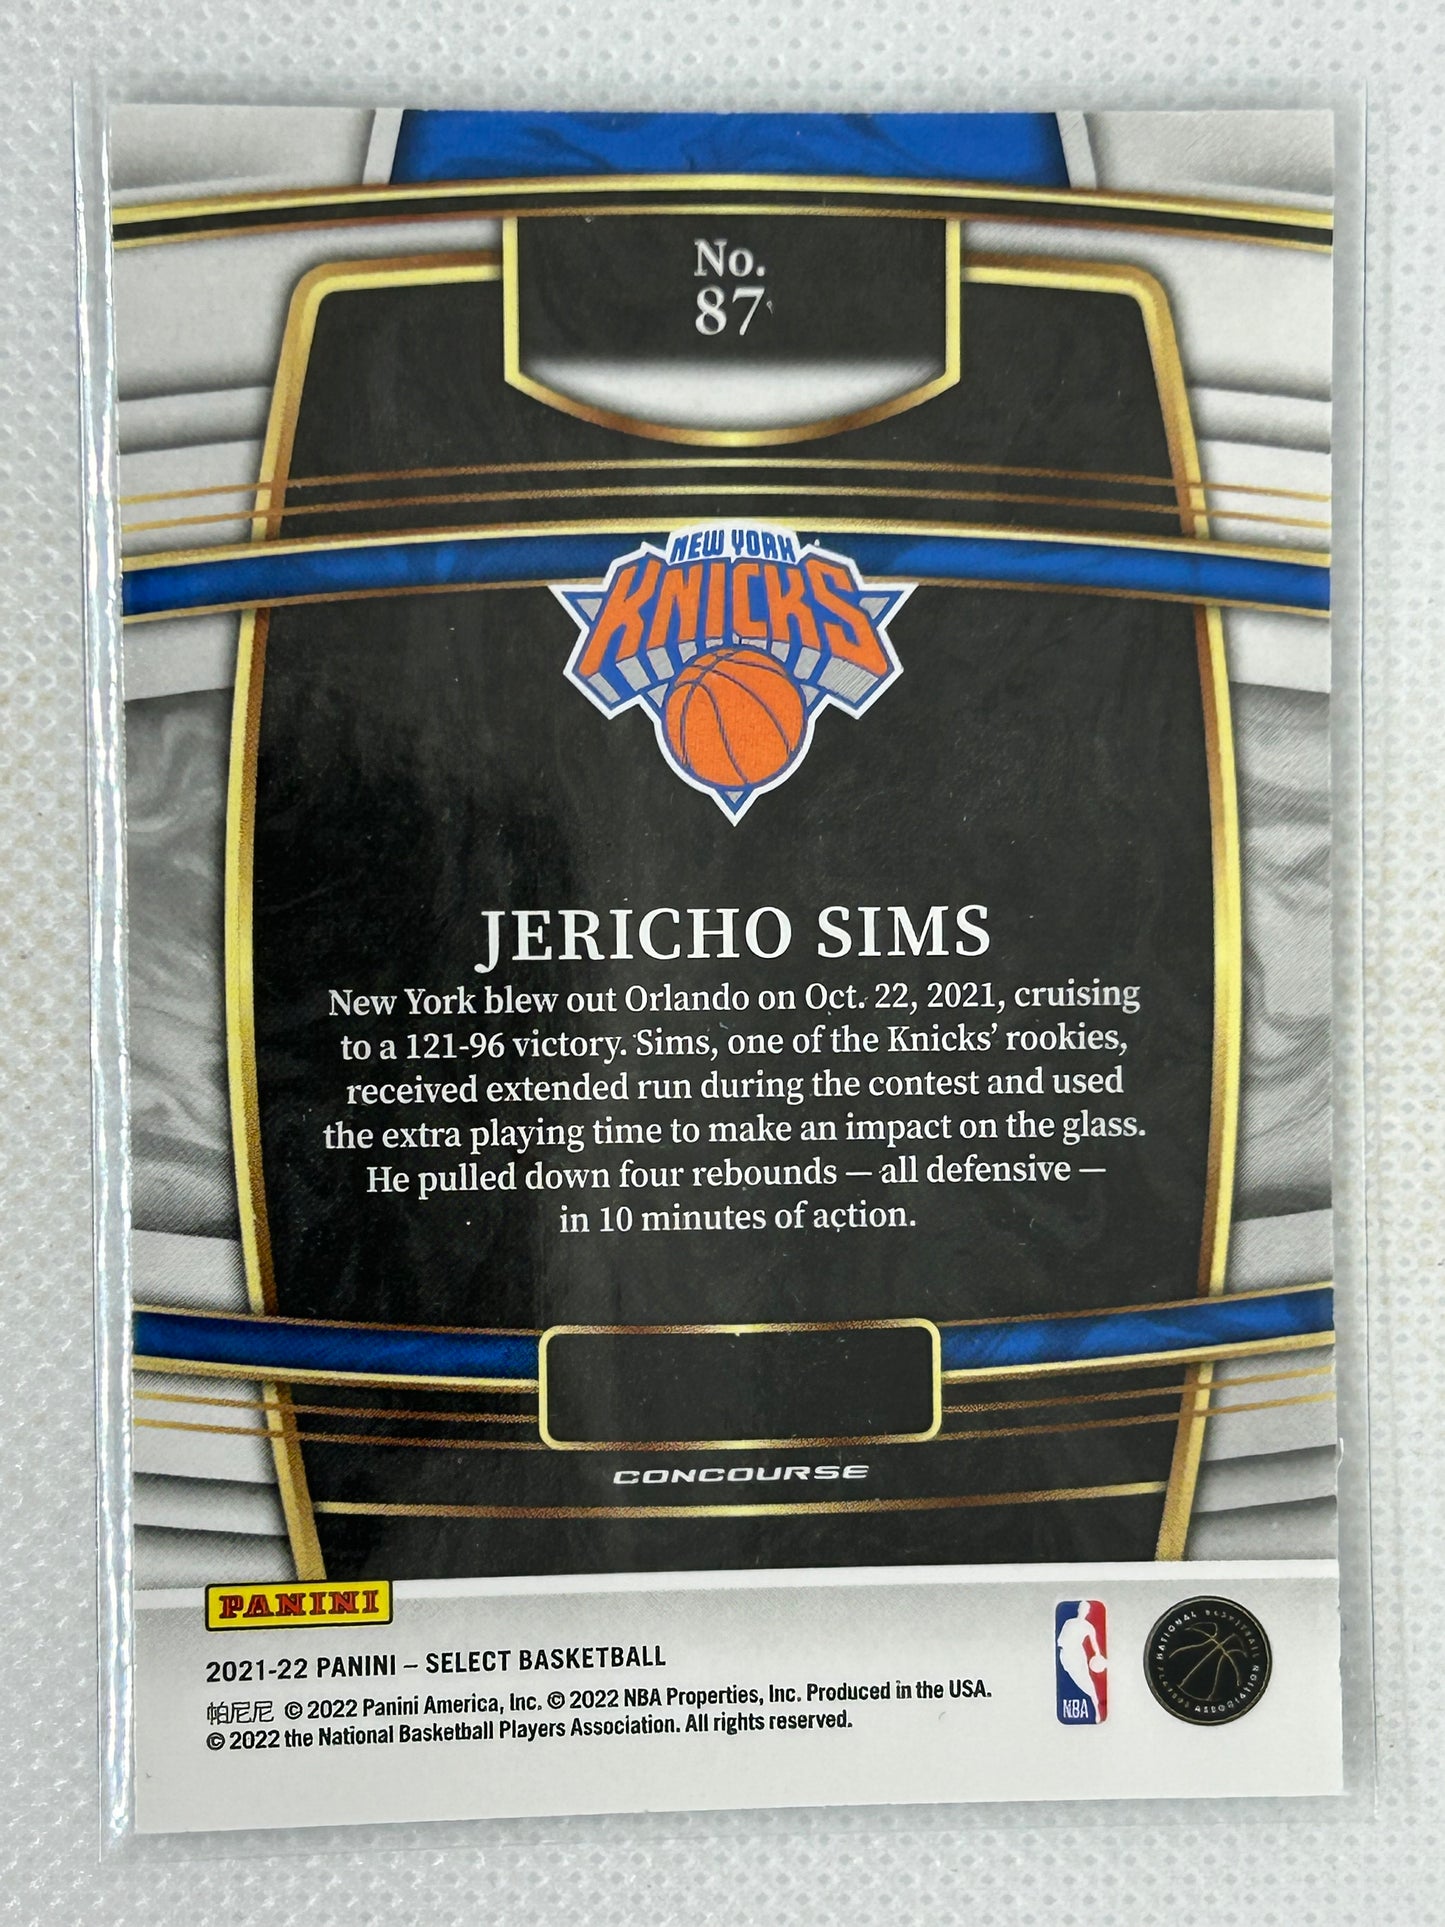 No.
87
NEW YORK
KNICKS
JERICHO SIMS
New York blew out Orlando on Oct. 22, 2021, cruising
to a 121-96 victory. Sims, one of the Knicks’ rookies,
received extended run during the contest and used
the extra playing time to make an impact on the glass.
He pulled down four rebounds — all defensive —
in 10 minutes of action.
CONCOURSE
PANINI
2021-22 PANINI – SELECT BASKETBALL
帕尼尼 © 2022 Panini America, Inc. © 2022 NBA Properties, Inc. Produced in the USA.
© 2022 the National Basketball Players Association. All rights reserved.
NBA
NATIONAL BASKETBALL
PLAYERS ASSOCIATION